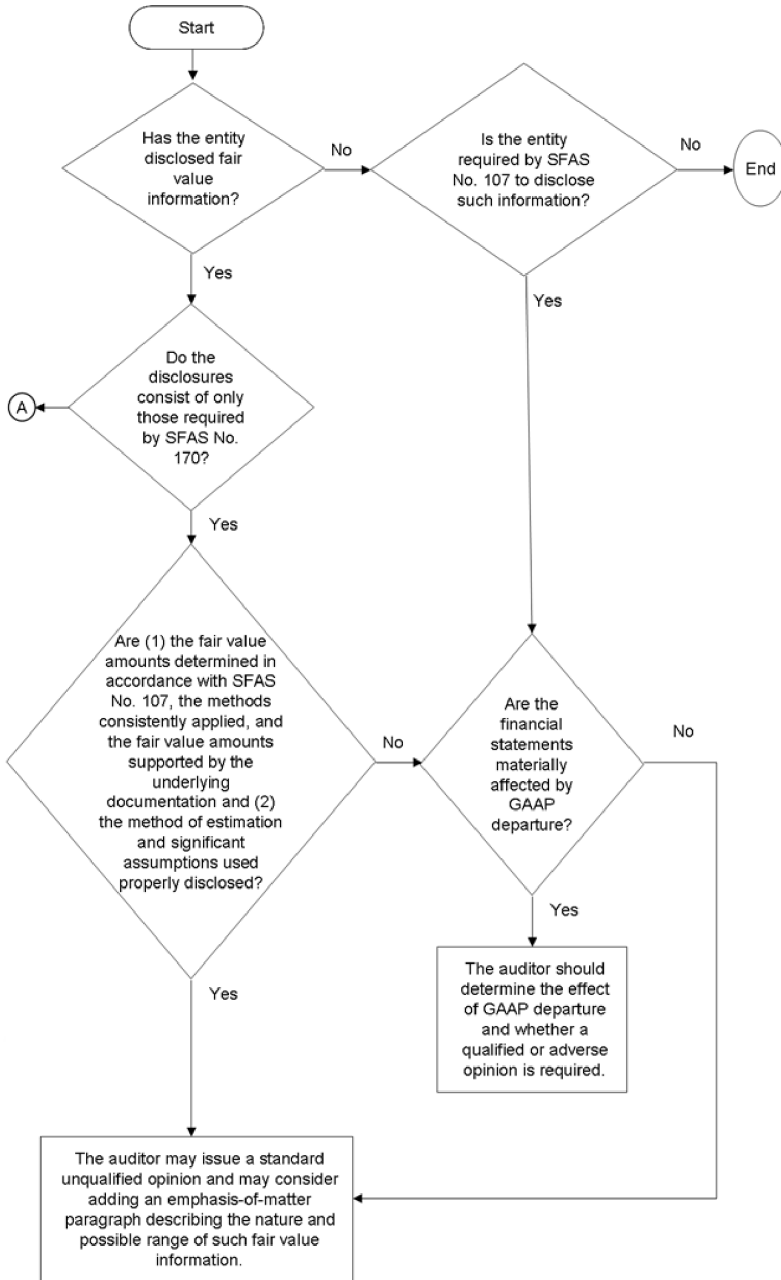 Start
Has the entity
disclosed fair
value
information?
No
Is the entity
required by SFAS
No. 107 to disclose
such information?
No
End
Yes
Yes
Do the
disclosures
consist of only
those required
by SFAS No.
170?
A
Yes
Are (1) the fair value
amounts determined in
accordance with SFAS
No. 107, the methods
consistently applied, and
the fair value amounts
supported by the
underlying
documentation and (2)
the method of estimation
and significant
assumptions used
properly disclosed?
No
Are the
financial
statements
materially
affected by
GAAP
departure?
No
Yes
Yes
The auditor should
determine the effect
of GAAP departure
and whether a
qualified or adverse
opinion is required.
The auditor may issue a standard
unqualified opinion and may consider
adding an emphasis-of-matter
paragraph describing the nature and
possible range of such fair value
information.